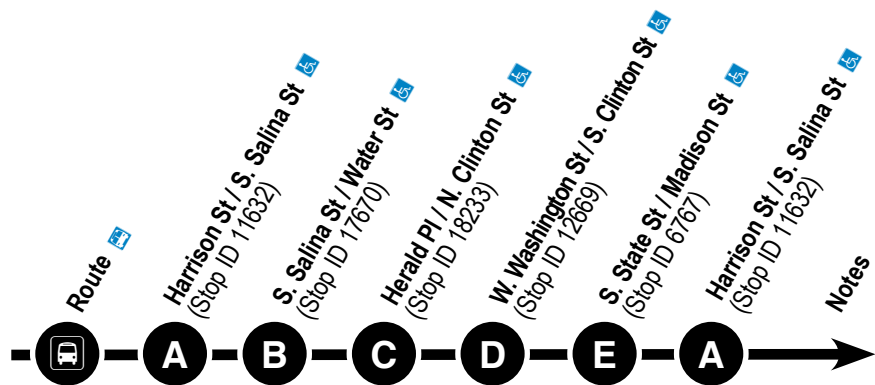 Route
Harrison St / S. Salina St
(Stop ID 11632)
S. Salina St / Water St
(Stop ID 17670)
Herald Pl / N. Clinton St
(Stop ID 18233)
W. Washington St / S. Clinton St
(Stop ID 12669)
S. State St / Madison St
(Stop ID 6767)
Harrison St / S. Salina St
(Stop ID 11632)
Notes
A B C D E A